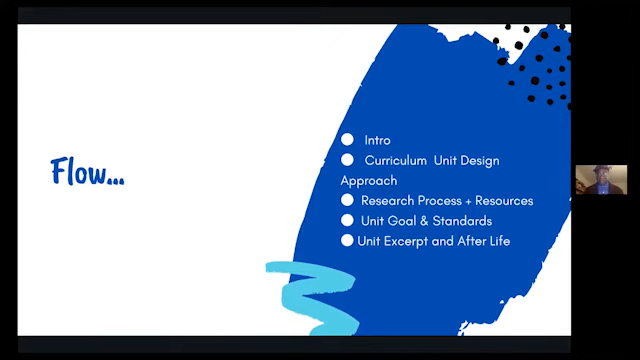 Flow...
Intro
Curriculum Unit Design
Approach
Research Process + Resources
Unit Goal & Standards
Unit Excerpt and After Life